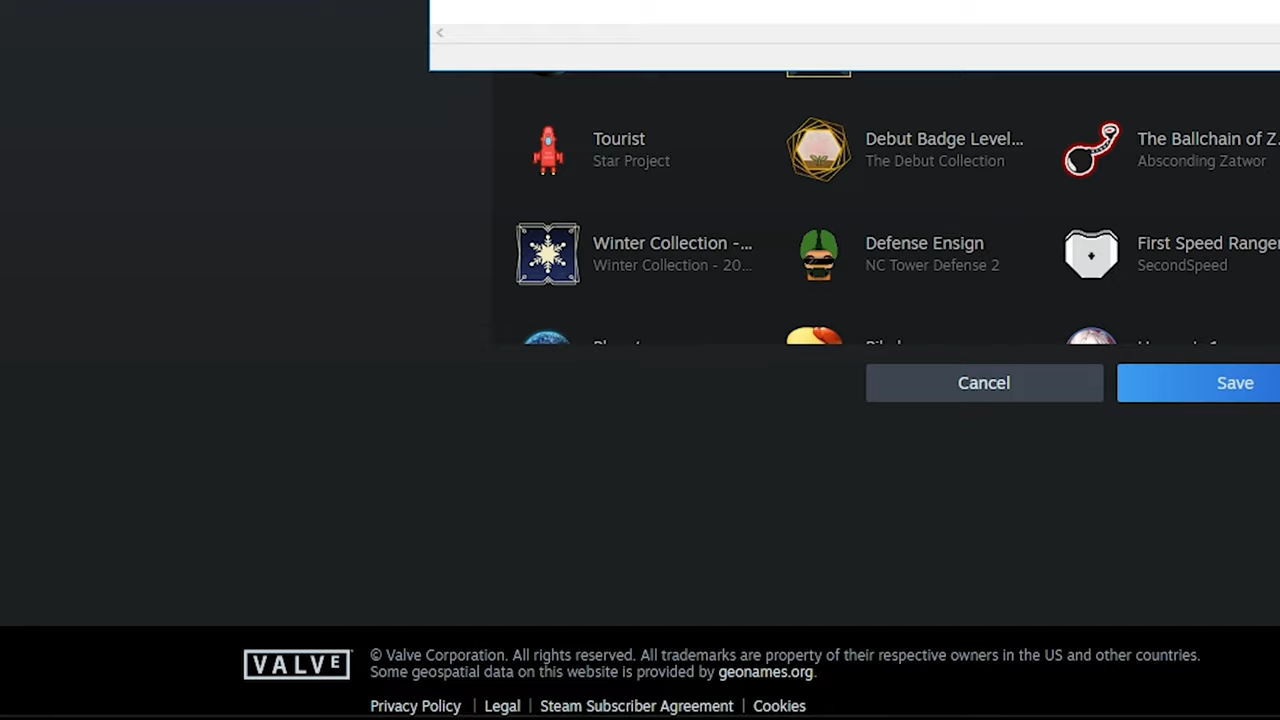 Tourist
Star Project
Debut Badge Level...
The Debut Collection
The Ballchain of Z.
Absconding Zatwor
Winter Collection -...
Winter Collection - 20...
Defense Ensign
NC Tower Defense 2
First Speed Ranger
SecondSpeed
Cancel
Save
VALVE
© Valve Corporation. All rights reserved. All trademarks are property of their respective owners in the US and other countries.
Some geospatial data on this website is provided by geonames.org.
Privacy Policy | Legal | Steam Subscriber Agreement | Cookies